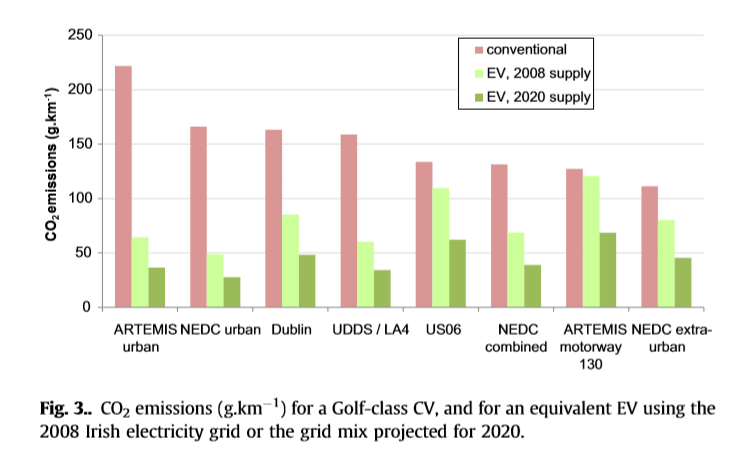 CO2 emissions (g.km-1)
250
200
150
100
50
0
conventional
EV, 2008 supply
EV, 2020 supply
ARTEMIS urban
NEDC urban
Dublin
UDDS / LA4
US06
NEDC combined
ARTEMIS motorway 130
NEDC extra-urban
Fig. 3.. CO2 emissions (g.km−1) for a Golf-class CV, and for an equivalent EV using the
2008 Irish electricity grid or the grid mix projected for 2020.